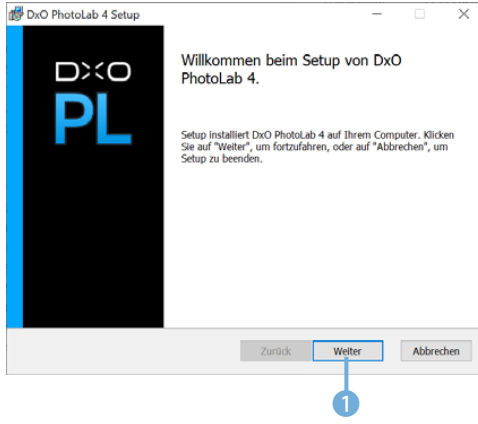 DxO PhotoLab 4 Setup
DXO
PL
Willkommen beim Setup von DxO
PhotoLab 4.
Setup installiert DxO PhotoLab 4 auf Ihrem Computer. Klicken
Sie auf "Weiter", um fortzufahren, oder auf "Abbrechen", um
Setup zu beenden.
Zurück Weiter Abbrechen
1